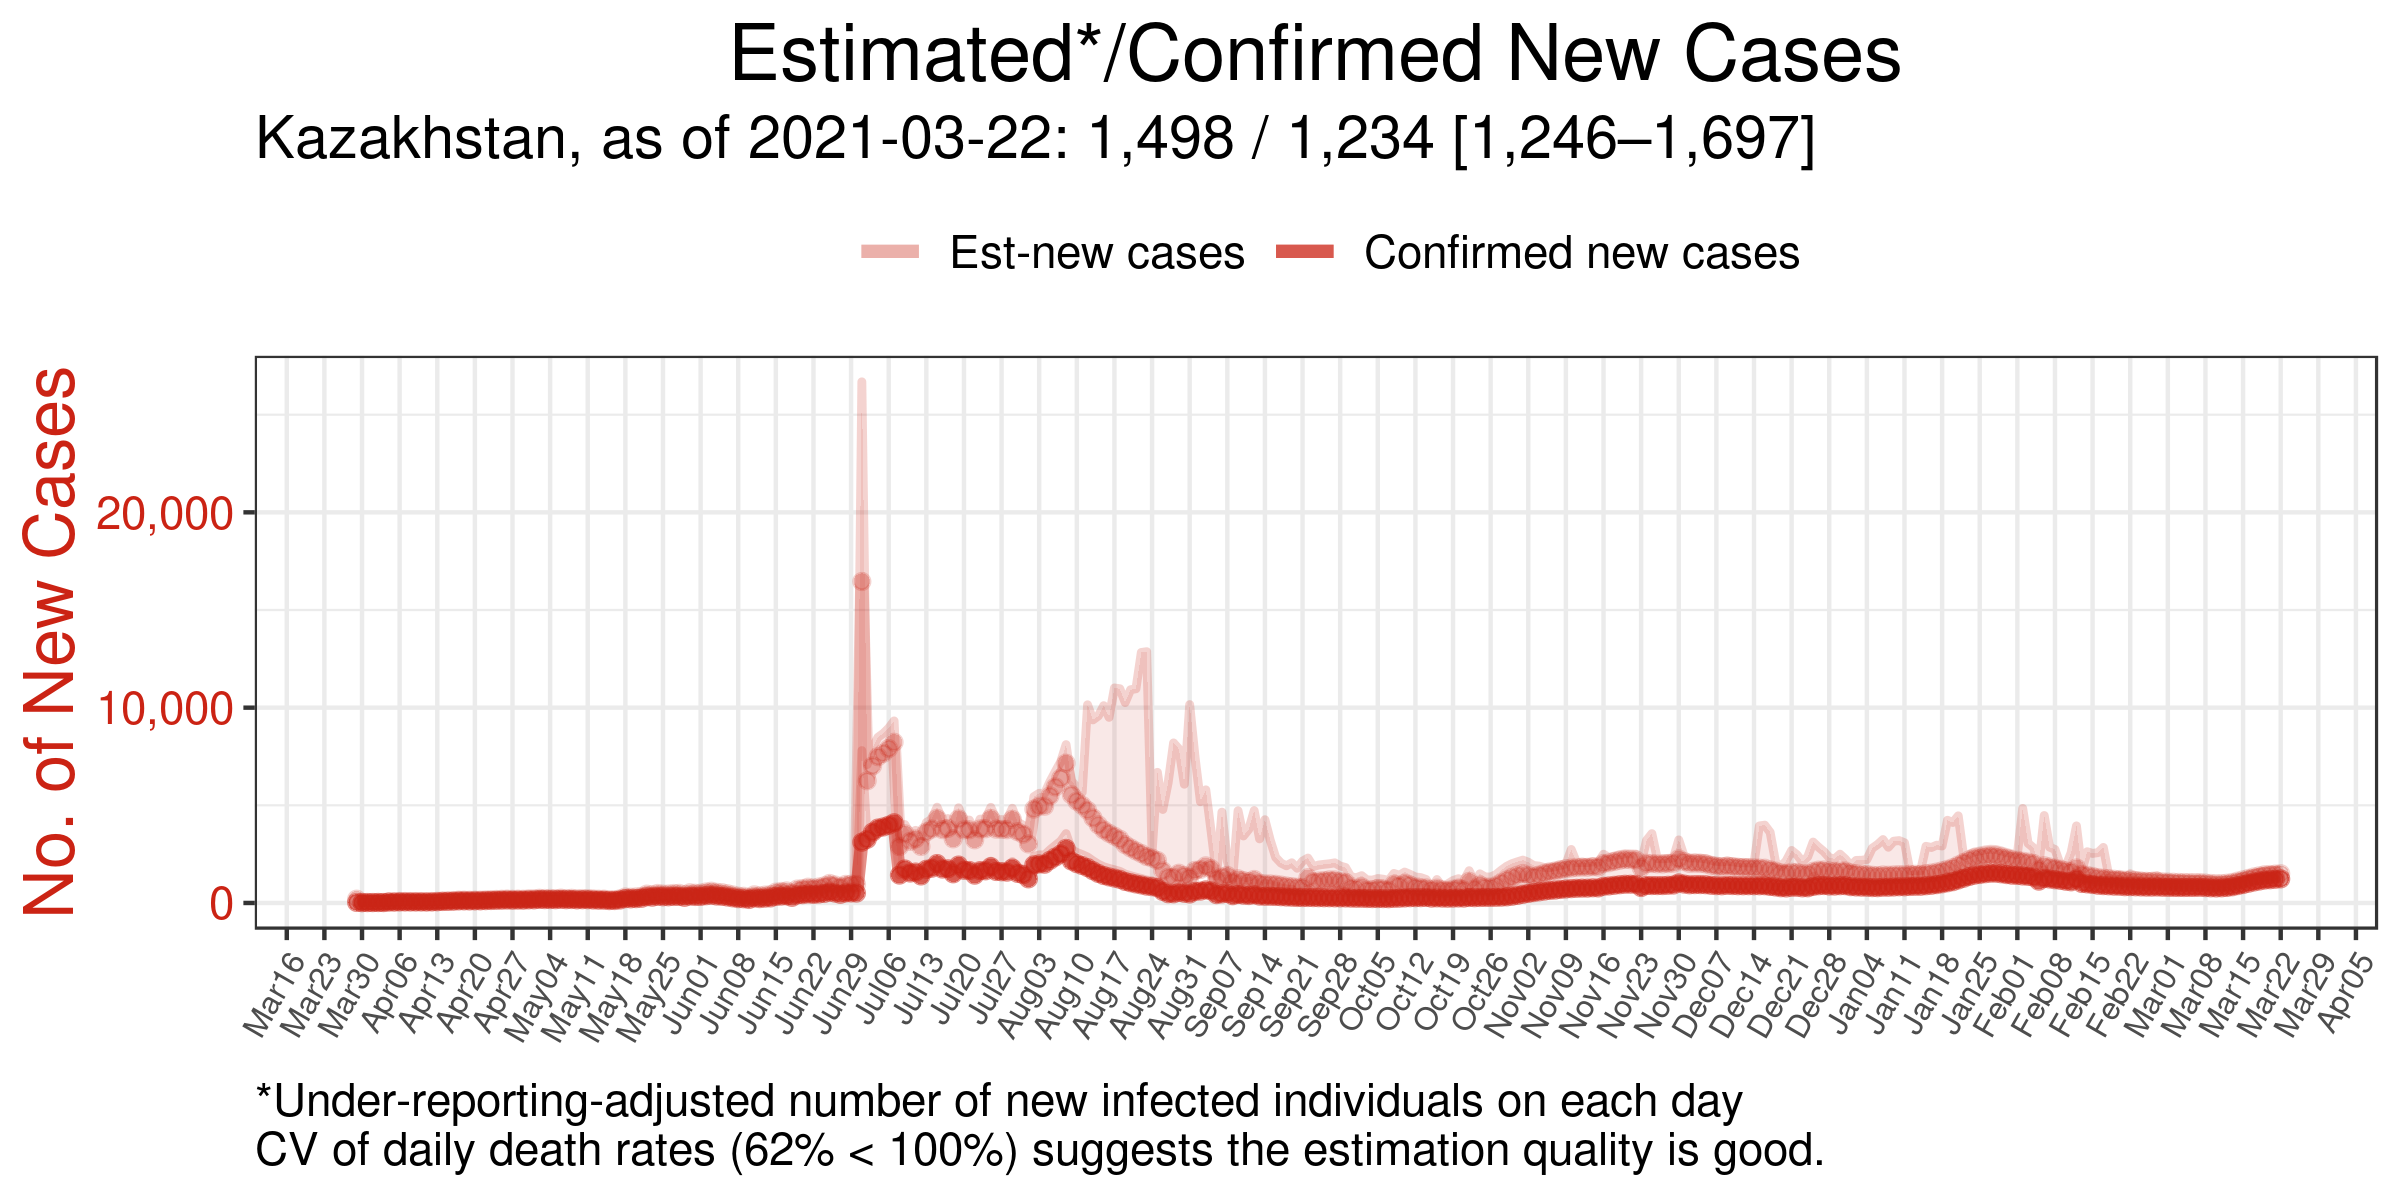 Estimated*/Confirmed New Cases
Kazakhstan, as of 2021-03-22: 1,498 / 1,234 [1,246–1,697]
Est-new cases Confirmed new cases
No. of New Cases
20,000
10,000
0
Mar16 Mar23 Mar30 Apr06 Apr13 Apr20 Apr27 May04 May11 May18 May25 Jun01 Jun08 Jun15 Jun22 Jun29 Jul06 Jul13 Jul20 Jul27 Aug03 Aug10 Aug17 Aug24 Aug31 Sep07 Sep14 Sep21 Sep28 Oct05 Oct12 Oct19 Oct26 Nov02 Nov09 Nov16 Nov23 Nov30 Dec07 Dec14 Dec21 Dec28 Jan04 Jan11 Jan18 Jan25 Feb01 Feb08 Feb15 Feb22 Mar01 Mar08 Mar15 Mar22 Mar29 Apr05
*Under-reporting-adjusted number of new infected individuals on each day
CV of daily death rates (62% < 100%) suggests the estimation quality is good.